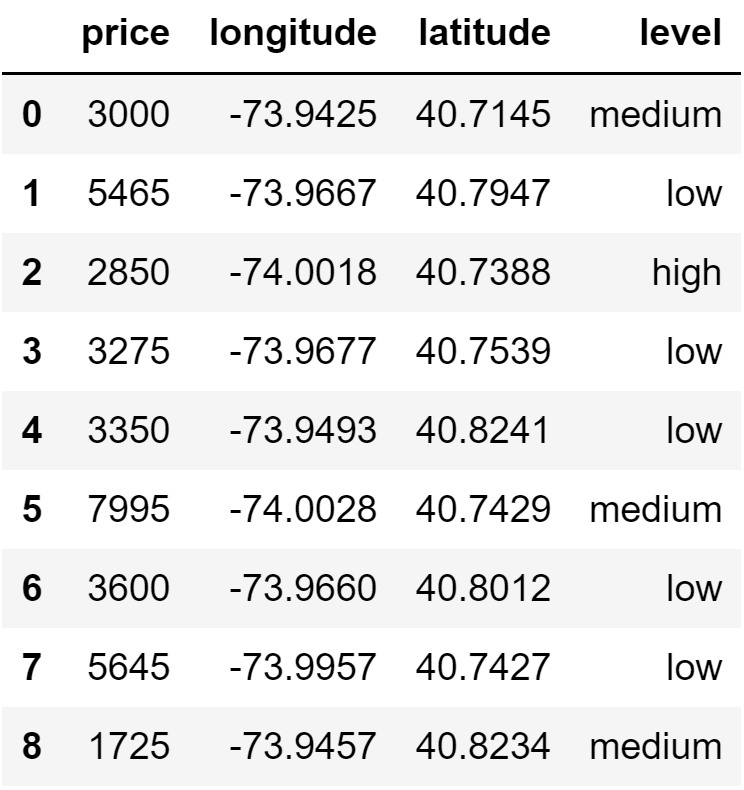 price longitude latitude level
0 3000 -73.9425 40.7145 medium
1 5465 -73.9667 40.7947 low
2 2850 -74.0018 40.7388 high
3 3275 -73.9677 40.7539 low
4 3350 -73.9493 40.8241 low
5 7995 -74.0028 40.7429 medium
6 3600 -73.9660 40.8012 low
7 5645 -73.9957 40.7427 low
8 1725 -73.9457 40.8234 medium